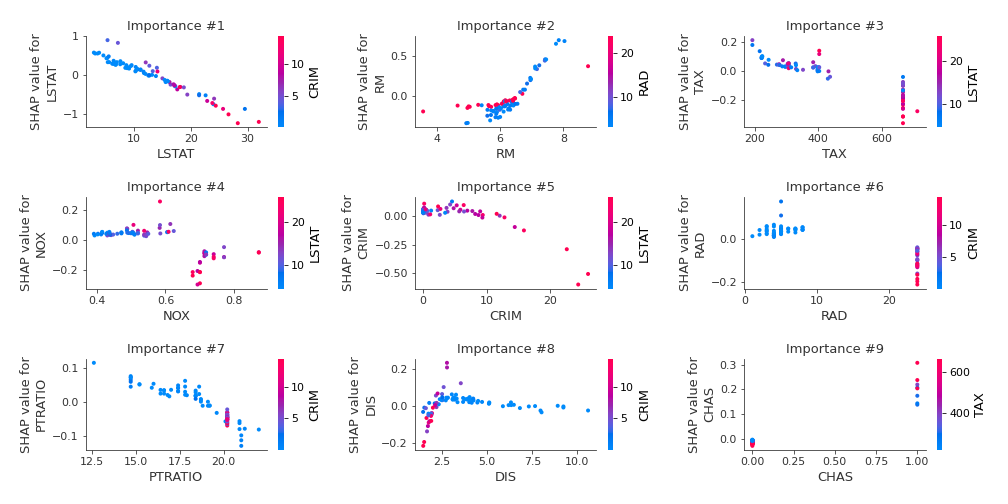 Importance #1
SHAP value for
LSTAT
1
0
−1
10
20
30
LSTAT
10
5
CRIM
Importance #2
SHAP value for
RM
0.5
0.0
4
6
8
RM
20
10
RAD
Importance #3
SHAP value for
TAX
0.2
0.0
−0.2
200
400
600
TAX
20
10
LSTAT
Importance #4
SHAP value for
NOX
0.2
0.0
−0.2
0.4
0.6
0.8
NOX
20
10
LSTAT
Importance #5
SHAP value for
CRIM
0.00
−0.25
−0.50
0
10
20
CRIM
20
10
LSTAT
Importance #6
SHAP value for
RAD
0.0
−0.2
0
10
20
RAD
10
5
CRIM
Importance #7
SHAP value for
PTRATIO
0.1
0.0
−0.1
12.5
15.0
17.5
20.0
PTRATIO
10
5
CRIM
Importance #8
SHAP value for
DIS
0.2
0.0
−0.2
2.5
5.0
7.5
10.0
DIS
10
5
CRIM
Importance #9
SHAP value for
CHAS
0.3
0.2
0.1
0.0
0.00
0.25
0.50
0.75
1.00
CHAS
600
400
TAX